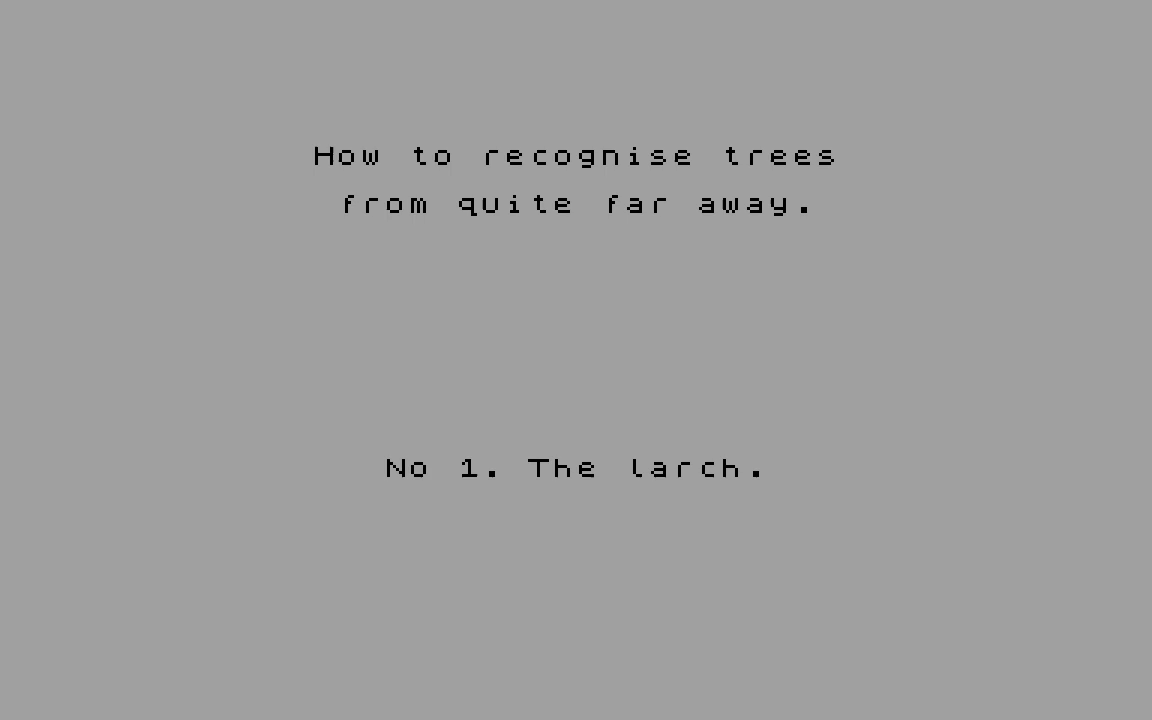 How to recognise trees
from quite far away.
No 1. The larch.